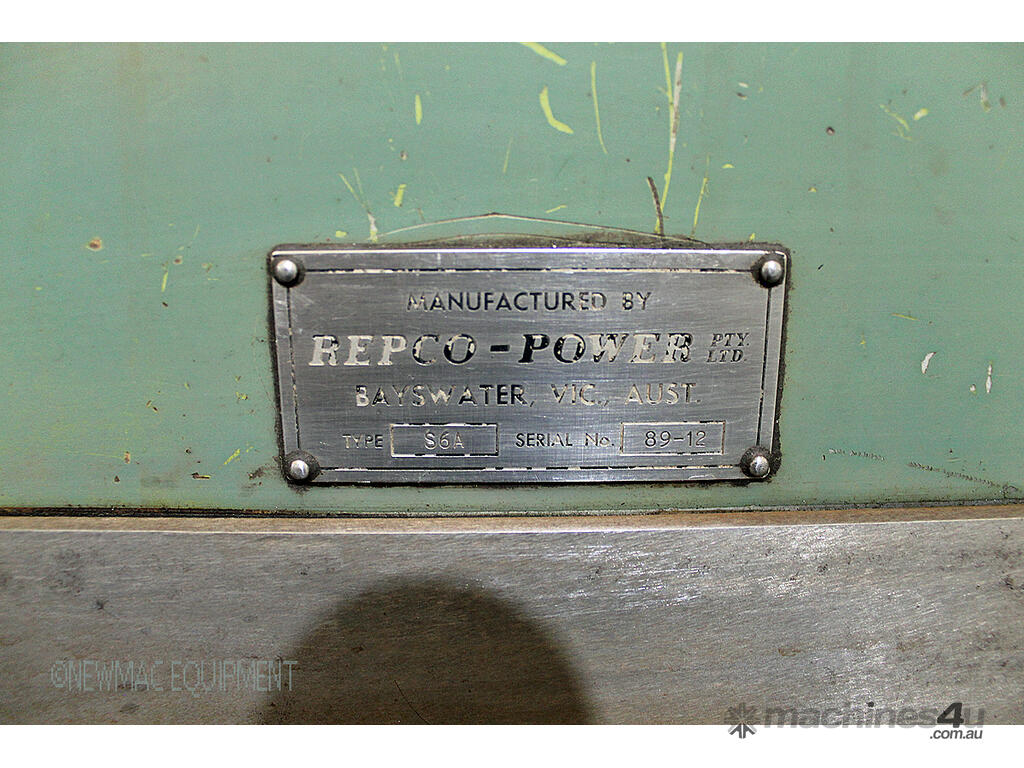 MANUFACTURED BY
REPCO-POWER PTY. LTD.
BAYSWATER, VIC., AUST.
TYPE S6A SERIAL No. 89-12
©NEWMAC EQUIPMENT
machines4u
.com.au